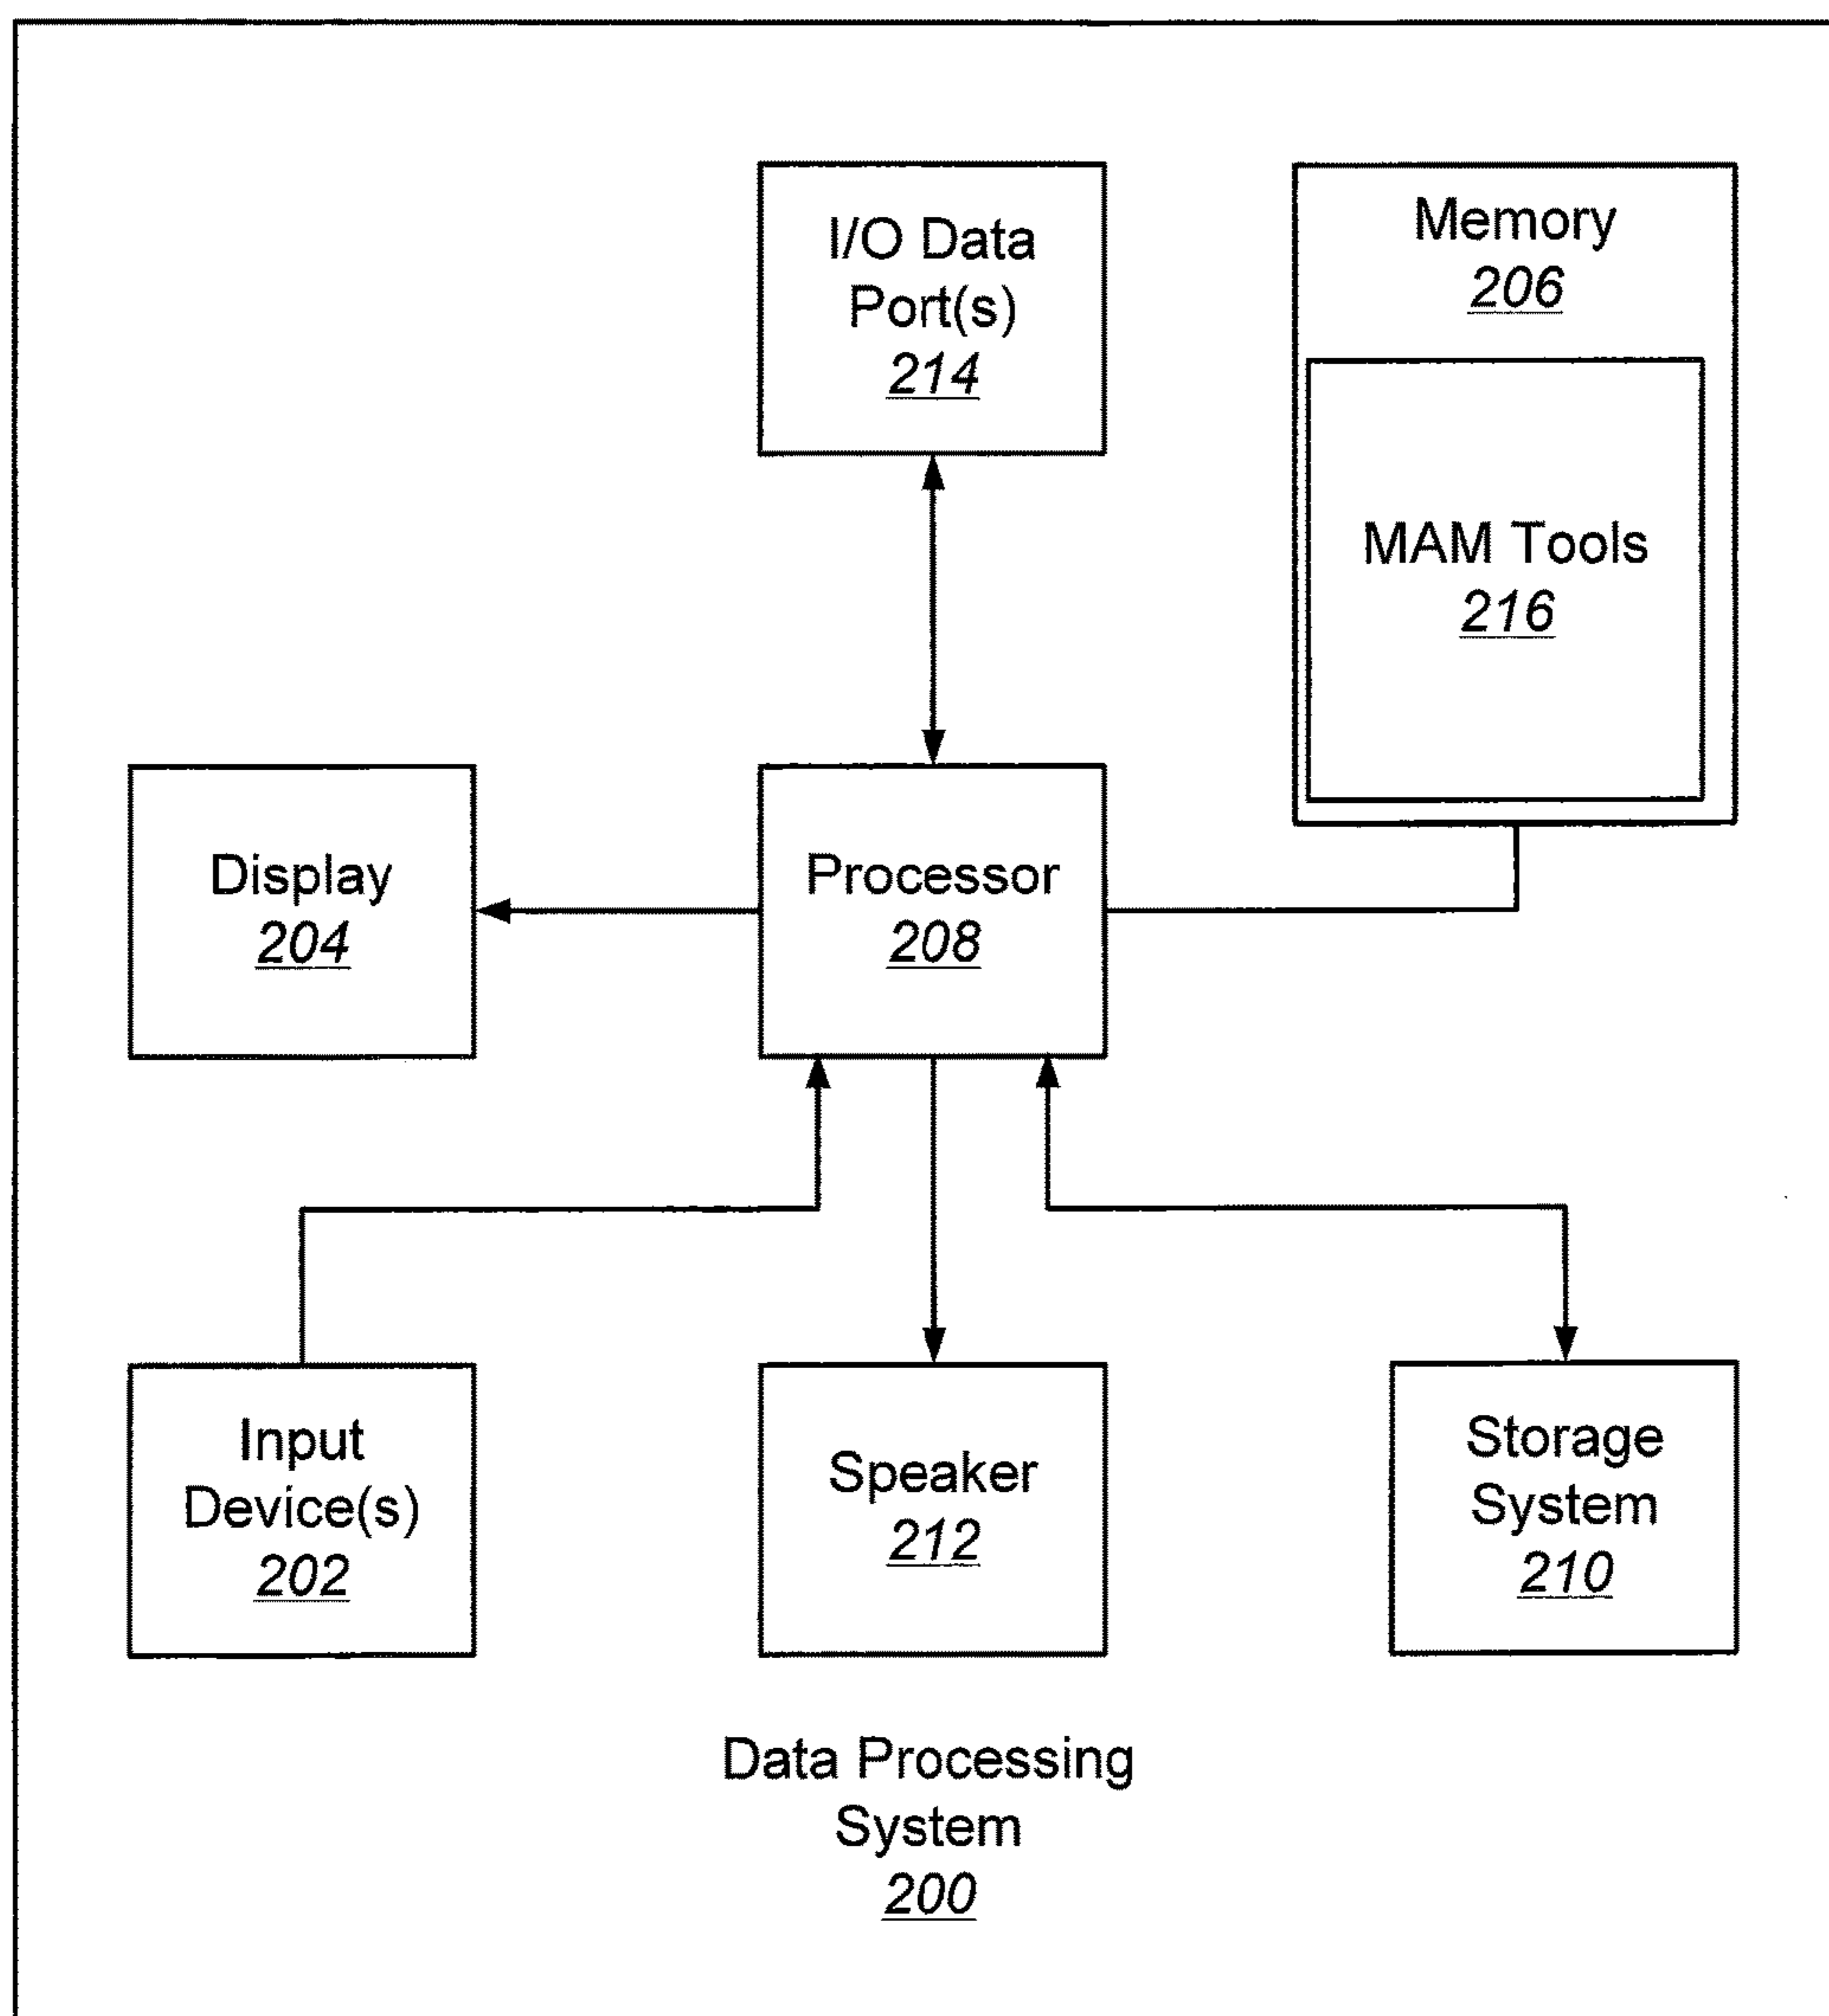 I/O Data
Port(s)
214
Memory
206
MAM Tools
216
Display
204
Processor
208
Input
Device(s)
202
Speaker
212
Storage
System
210
Data Processing
System
200